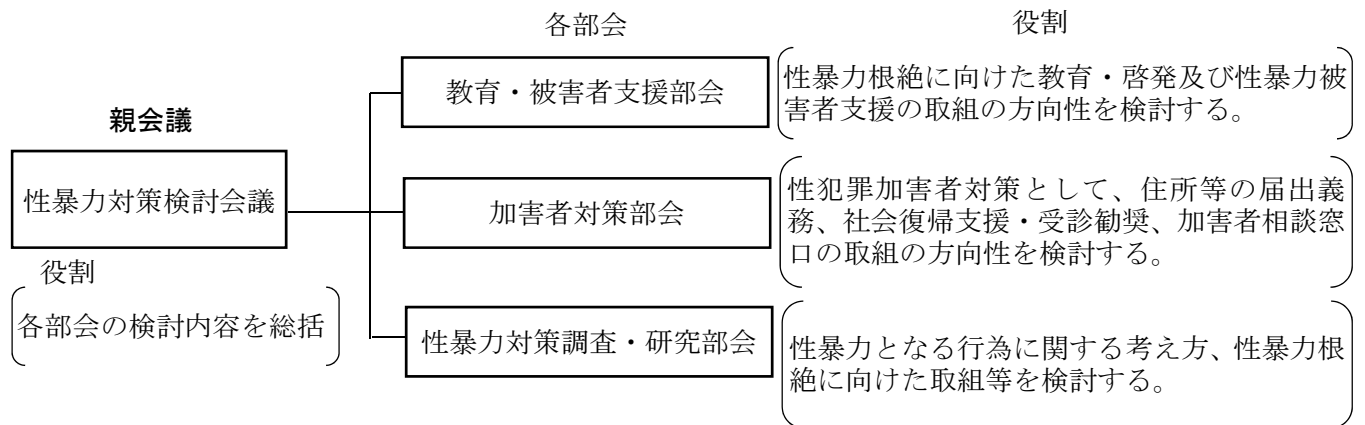 各部会
役割
教育・被害者支援部会
性暴力根絶に向けた教育・啓発及び性暴力被
害者支援の取組の方向性を検討する。
親会議
性暴力対策検討会議
役割
各部会の検討内容を総括
加害者対策部会
性犯罪加害者対策として、住所等の届出義
務、社会復帰支援・受診勧奨、加害者相談窓
口の取組の方向性を検討する。
性暴力対策調査・研究部会
性暴力となる行為に関する考え方、性暴力根
絶に向けた取組等を検討する。